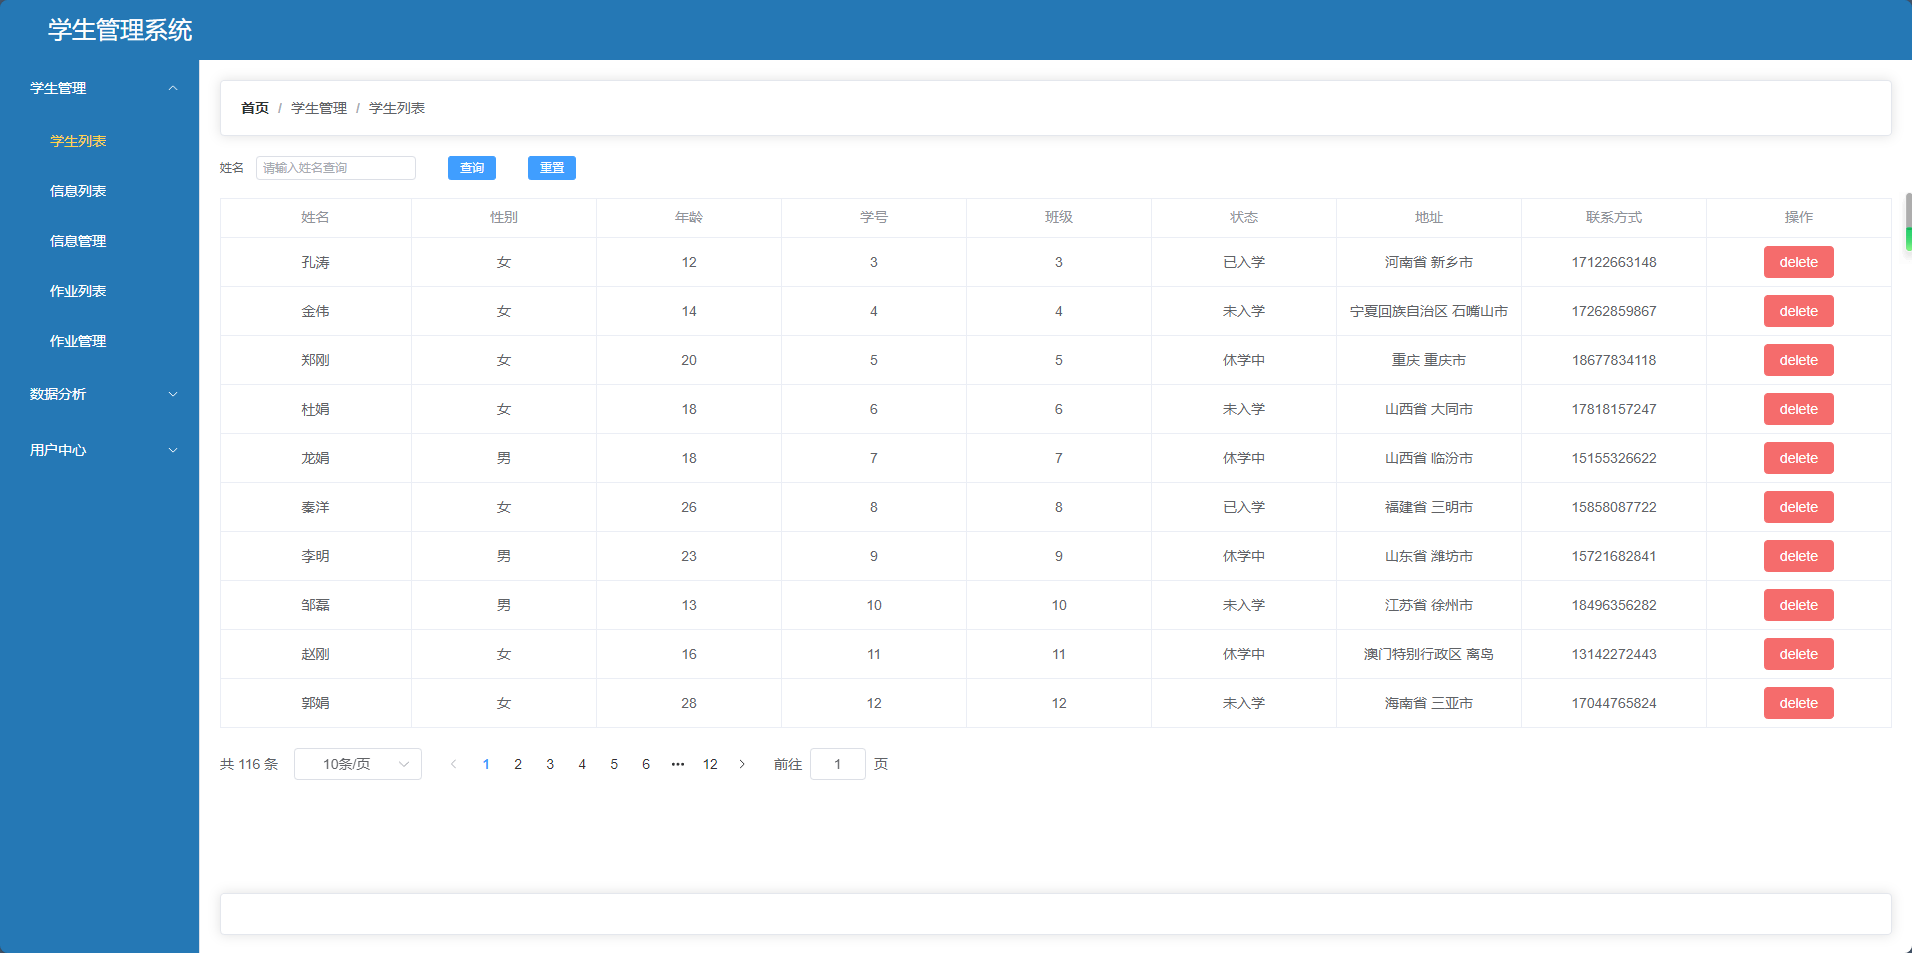 学生管理系统
学生管理
学生列表
信息列表
信息管理
作业列表
作业管理
数据分析
用户中心
首页 / 学生管理 / 学生列表
姓名 请输入姓名查询 查询 重置
姓名 性别 年龄 学号 班级 状态 地址 联系方式 操作
孔涛 女 12 3 3 已入学 河南省 新乡市 17122663148 delete
金伟 女 14 4 4 未入学 宁夏回族自治区 石嘴山市 17262859867 delete
郑刚 女 20 5 5 休学中 重庆 重庆市 18677834118 delete
杜娟 女 18 6 6 未入学 山西省 大同市 17818157247 delete
龙娟 男 18 7 7 休学中 山西省 临汾市 15155326622 delete
秦洋 女 26 8 8 已入学 福建省 三明市 15858087722 delete
李明 男 23 9 9 休学中 山东省 潍坊市 15721682841 delete
邹磊 男 13 10 10 未入学 江苏省 徐州市 18496356282 delete
赵刚 女 16 11 11 休学中 澳门特别行政区 离岛 13142272443 delete
郭娟 女 28 12 12 未入学 海南省 三亚市 17044765824 delete
共 116 条 10条/页 1 2 3 4 5 6 ••• 12 前往 1 页